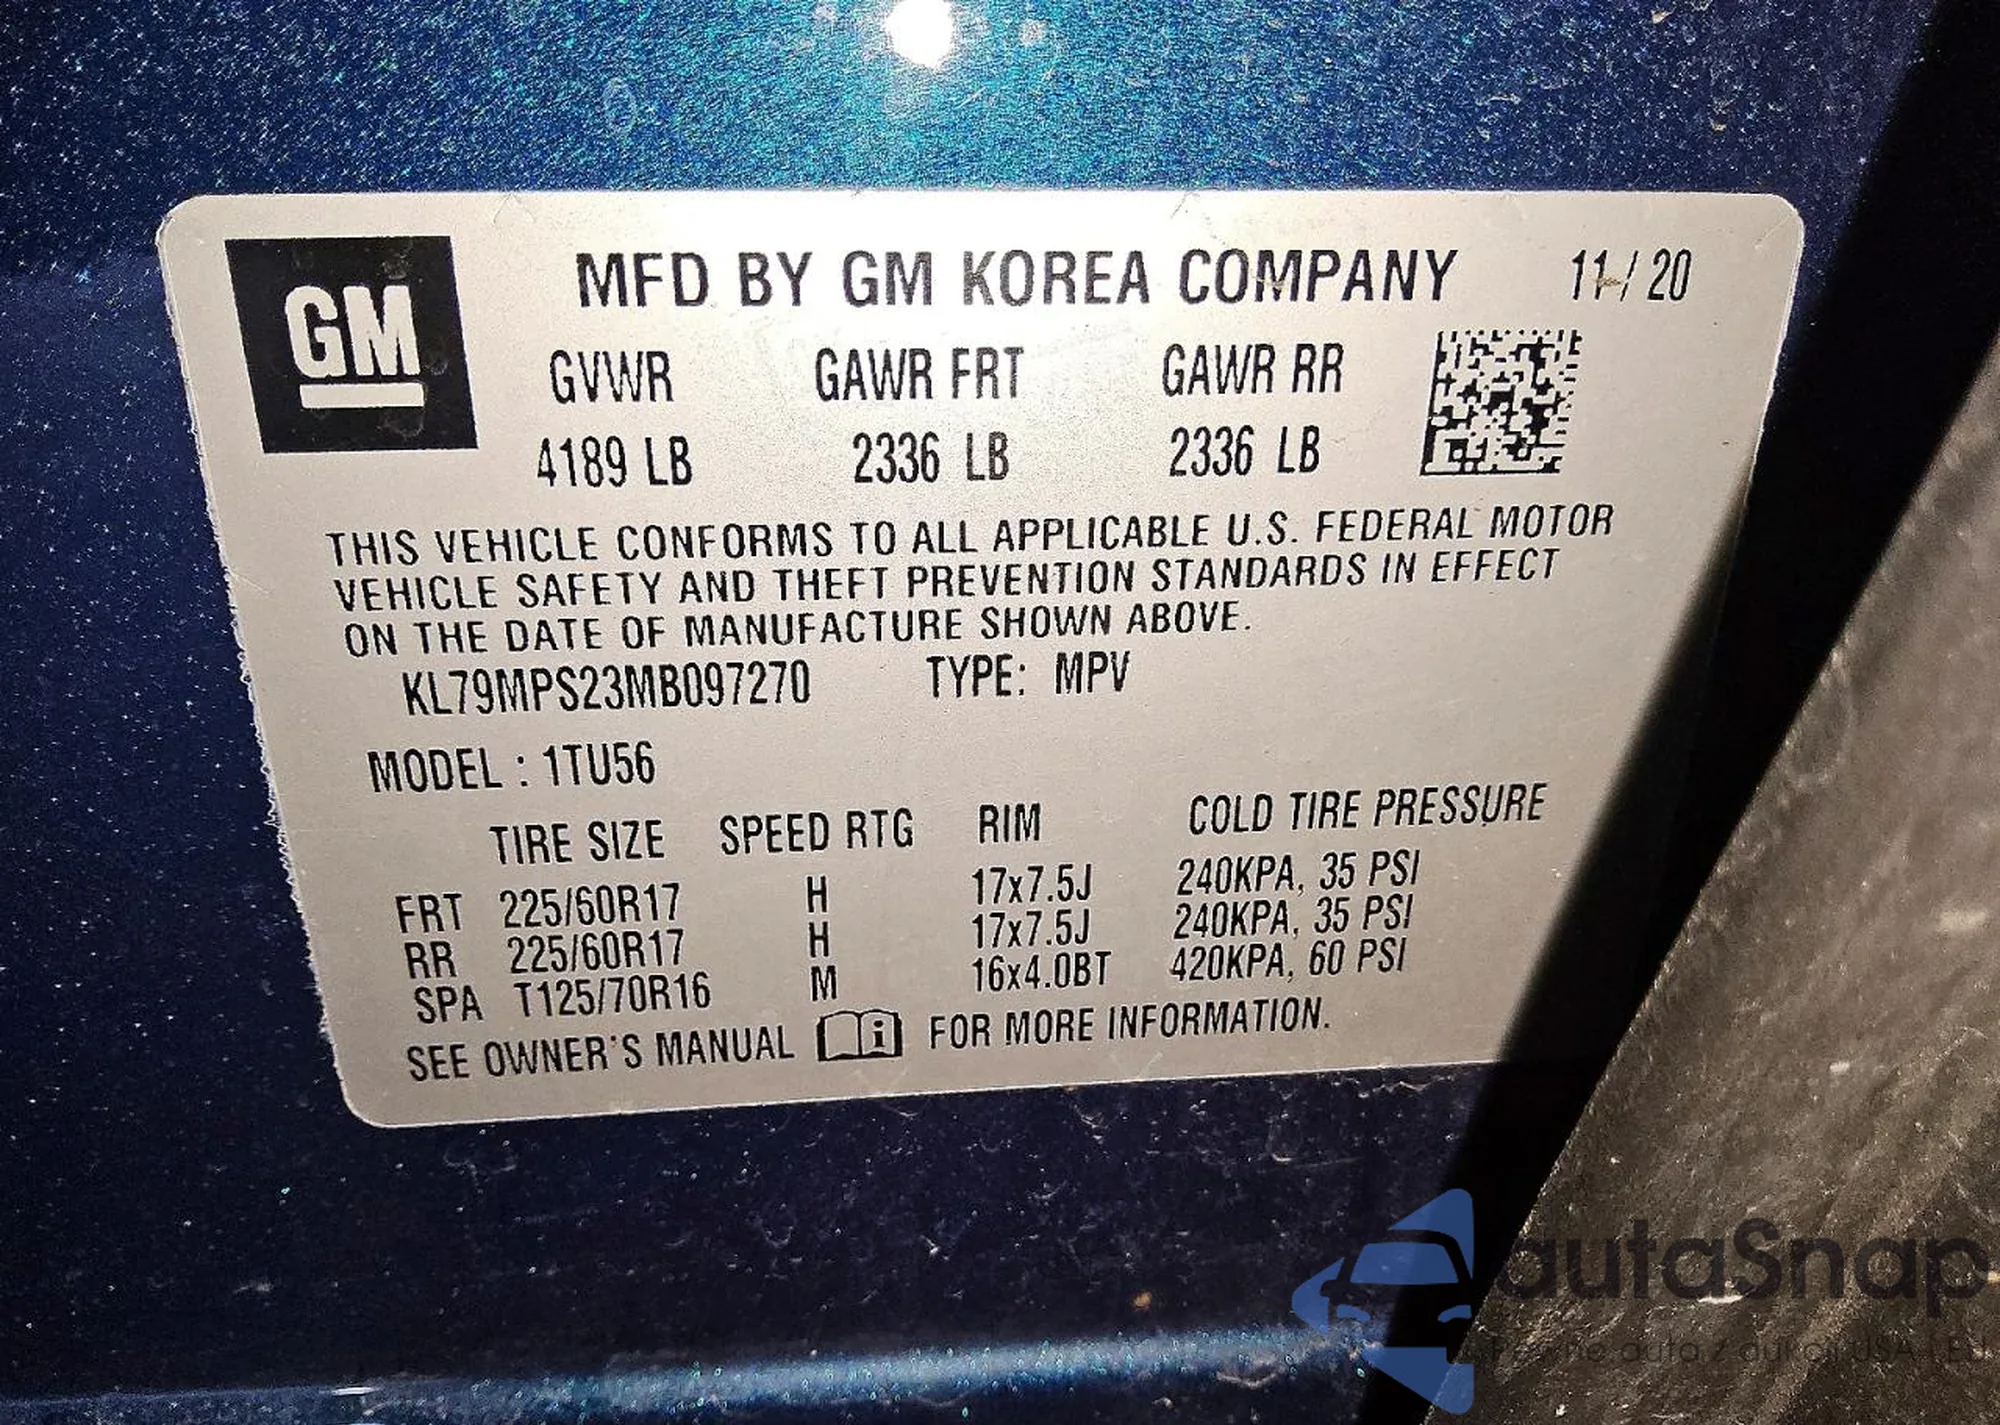 GM
MFD BY GM KOREA COMPANY 11/20
GVWR GAWR FRT GAWR RR
4189 LB 2336 LB 2336 LB
THIS VEHICLE CONFORMS TO ALL APPLICABLE U.S. FEDERAL MOTOR
VEHICLE SAFETY AND THEFT PREVENTION STANDARDS IN EFFECT
ON THE DATE OF MANUFACTURE SHOWN ABOVE.
KL79MPS23MB097270 TYPE: MPV
MODEL : 1TU56
TIRE SIZE SPEED RTG RIM COLD TIRE PRESSURE
FRT 225/60R17 H 17x7.5J 240KPA, 35 PSI
RR 225/60R17 H 17x7.5J 240KPA, 35 PSI
SPA T125/70R16 M 16x4.0BT 420KPA, 60 PSI
SEE OWNER'S MANUAL i FOR MORE INFORMATION.
autaSnap
auta / USA | EU